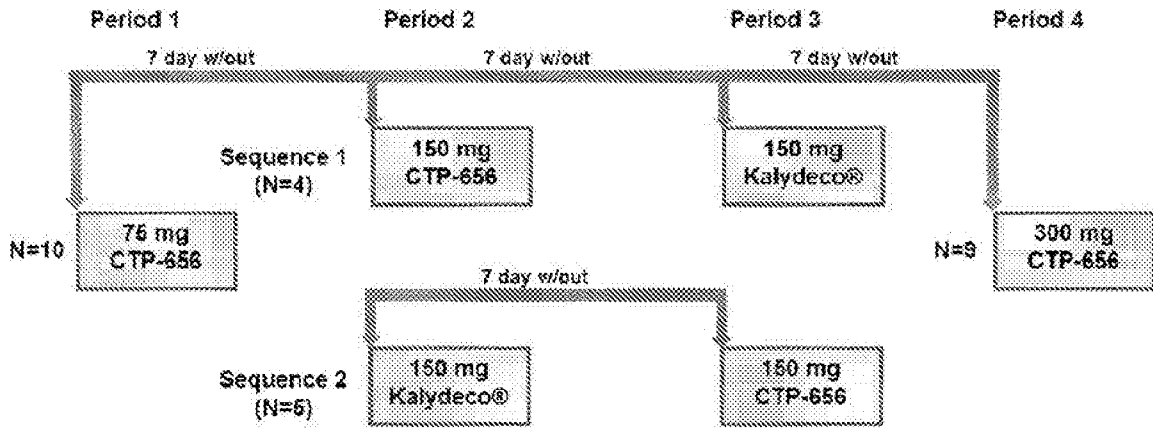 Period 1 Period 2 Period 3 Period 4
7 day w/out 7 day w/out 7 day w/out
Sequence 1
(N=4)
150 mg
CTP-656
150 mg
Kalydeco®
N=10
75 mg
CTP-656
N=9
300 mg
CTP-656
7 day w/out
Sequence 2
(N=5)
150 mg
Kalydeco®
150 mg
CTP-656